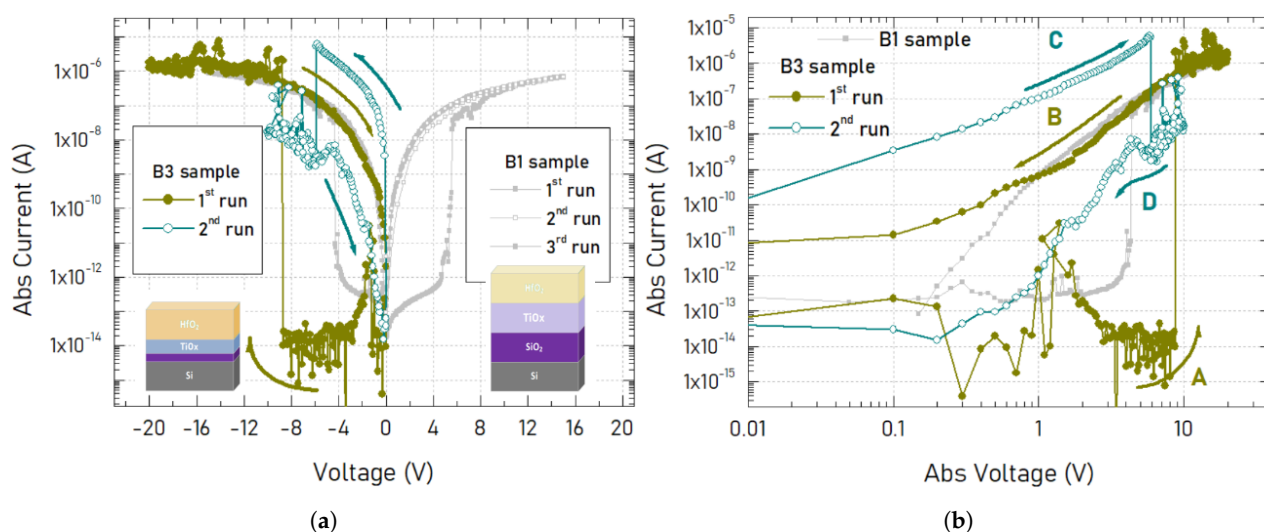 Abs Current (A)
1x10⁻⁴
1x10⁻⁶
1x10⁻⁸
1x10⁻¹⁰
1x10⁻¹²
1x10⁻¹⁴
B3 sample
1ˢᵗ run
2ⁿᵈ run
B1 sample
1ˢᵗ run
2ⁿᵈ run
3ʳᵈ run
HfO₂
TiOx
Si
HfO₂
TiOx
SiO₂
Si
-20 -16 -12 -8 -4 0 4 8 12 16 20
Voltage (V)
(a)
Abs Current (A)
1x10⁻⁵
1x10⁻⁶
1x10⁻⁷
1x10⁻⁸
1x10⁻⁹
1x10⁻¹⁰
1x10⁻¹¹
1x10⁻¹²
1x10⁻¹³
1x10⁻¹⁴
1x10⁻¹⁵
B1 sample
B3 sample
1ˢᵗ run
2ⁿᵈ run
C
B
D
A
0.01 0.1 1 10
Abs Voltage (V)
(b)